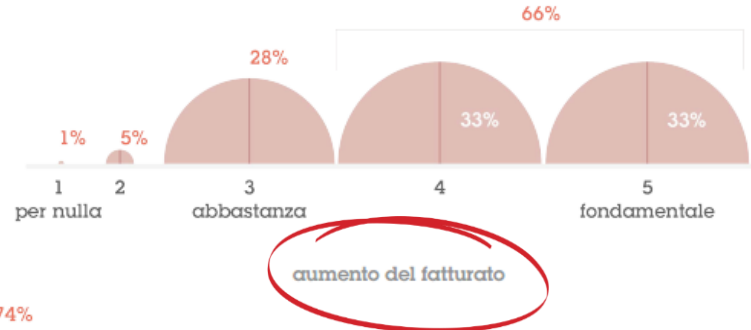 66%
28%
33% 33%
1% 5%
1 2 3 4 5
per nulla abbastanza fondamentale
aumento del fatturato
74%